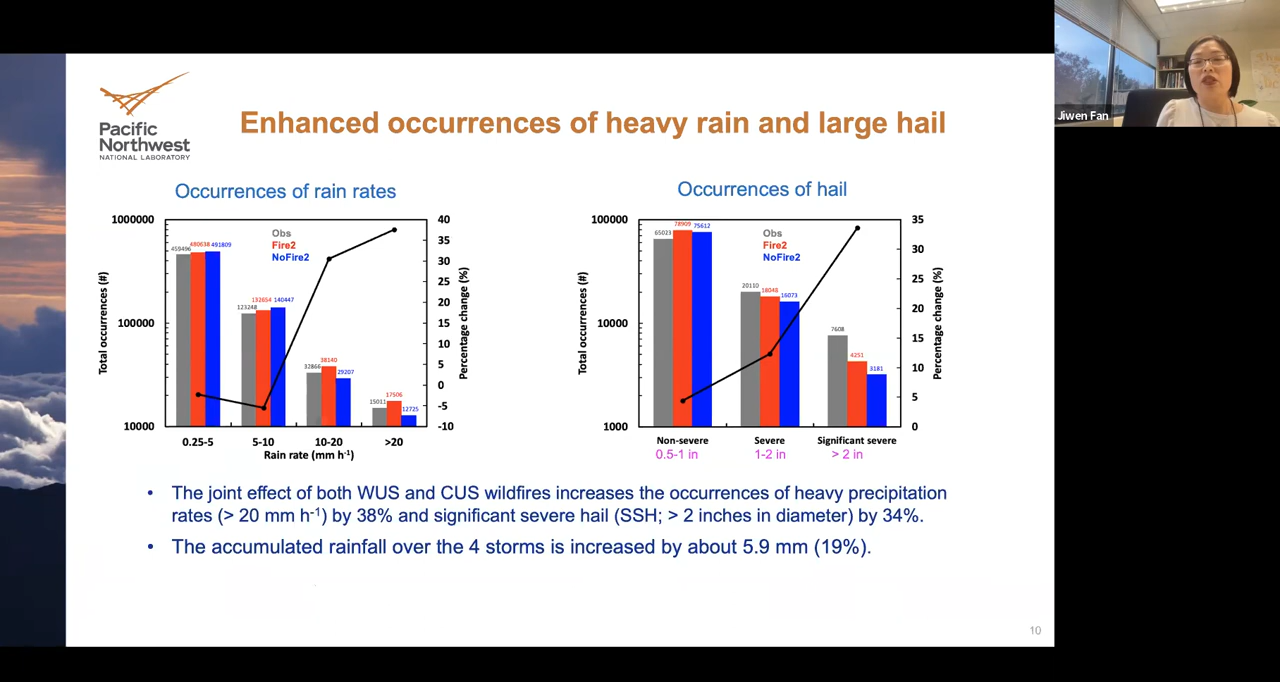 Jiwen Fan
Pacific
Northwest
NATIONAL LABORATORY
Enhanced occurrences of heavy rain and large hail
Occurrences of rain rates
1000000
100000
10000
Total occurrences (#)
Obs
Fire2
NoFire2
459496 480638 491809
123248 132654 140447
32866 38140 29207
15011 17506 12725
40
35
30
25
20
15
10
5
0
-5
-10
Percentage change (%)
0.25-5 5-10 10-20 >20
Rain rate (mm h-1)
Occurrences of hail
100000
10000
1000
Total occurrences (#)
Obs
Fire2
NoFire2
65023 78909 75612
20110 18048 16073
7608 4251 3181
35
30
25
20
15
10
5
0
Percentage change (%)
Non-severe Severe Significant severe
0.5-1 in 1-2 in > 2 in
• The joint effect of both WUS and CUS wildfires increases the occurrences of heavy precipitation
rates (> 20 mm h-1) by 38% and significant severe hail (SSH; > 2 inches in diameter) by 34%.
• The accumulated rainfall over the 4 storms is increased by about 5.9 mm (19%).
10